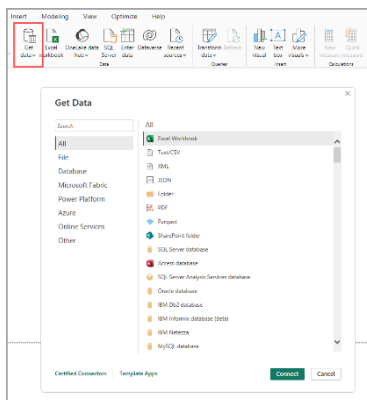 Insert Modeling View Optimize Help
Get data Excel workbook OneLake data hub SQL Server Enter data Dataverse Recent sources Transform data Refresh New visual Text box More visuals New measure Quick measure
Data Queries Insert Calculations
Get Data
Search
All
File
Database
Microsoft Fabric
Power Platform
Azure
Online Services
Other
All
Excel Workbook
Text/CSV
XML
JSON
Folder
PDF
Parquet
SharePoint folder
SQL Server database
Access database
SQL Server Analysis Services database
Oracle database
IBM Db2 database
IBM Informix database (Beta)
IBM Netezza
MySQL database
Certified Connectors Template Apps Connect Cancel